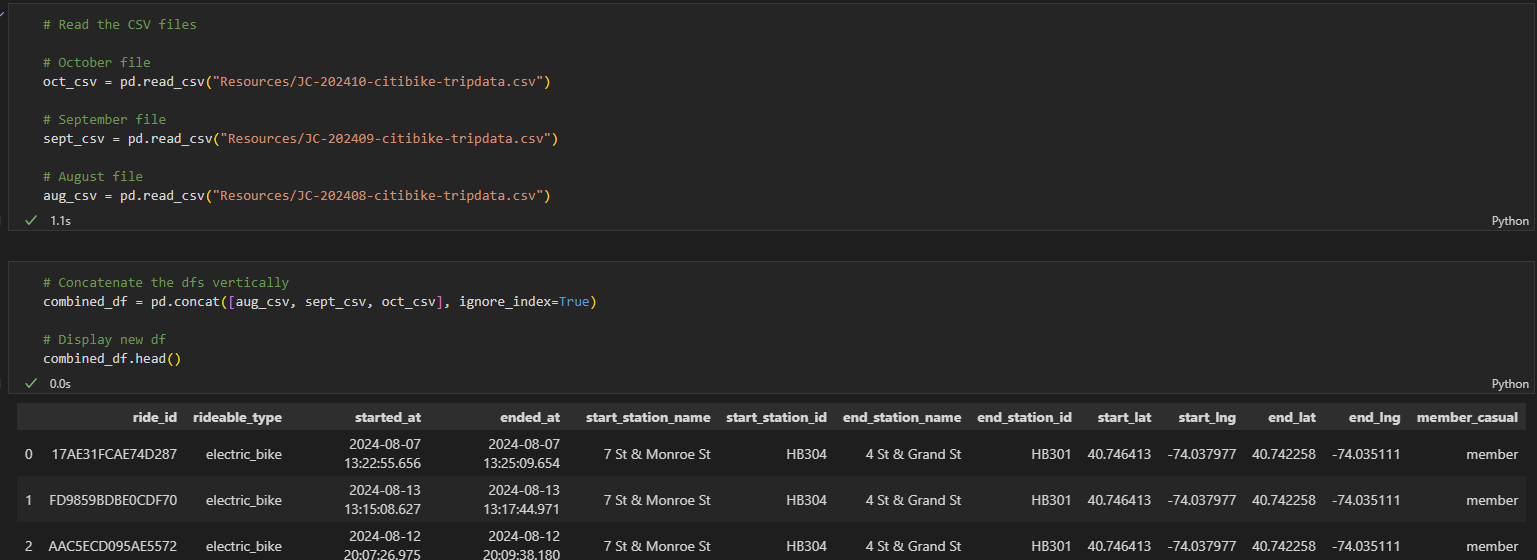 # Read the CSV files
# October file
oct_csv = pd.read_csv("Resources/JC-202410-citibike-tripdata.csv")
# September file
sept_csv = pd.read_csv("Resources/JC-202409-citibike-tripdata.csv")
# August file
aug_csv = pd.read_csv("Resources/JC-202408-citibike-tripdata.csv")
1.1s Python
# Concatenate the dfs vertically
combined_df = pd.concat([aug_csv, sept_csv, oct_csv], ignore_index=True)
# Display new df
combined_df.head()
0.0s Python
ride_id rideable_type started_at ended_at start_station_name start_station_id end_station_name end_station_id start_lat start_lng end_lat end_lng member_casual
0 17AE31FCAE74D287 electric_bike 2024-08-07 13:22:55.656 2024-08-07 13:25:09.654 7 St & Monroe St HB304 4 St & Grand St HB301 40.746413 -74.037977 40.742258 -74.035111 member
1 FD9859BDBE0CDF70 electric_bike 2024-08-13 13:15:08.627 2024-08-13 13:17:44.971 7 St & Monroe St HB304 4 St & Grand St HB301 40.746413 -74.037977 40.742258 -74.035111 member
2 AAC5ECD095AE5572 electric_bike 2024-08-12 20:07:26.975 2024-08-12 20:09:38.180 7 St & Monroe St HB304 4 St & Grand St HB301 40.746413 -74.037977 40.742258 -74.035111 member